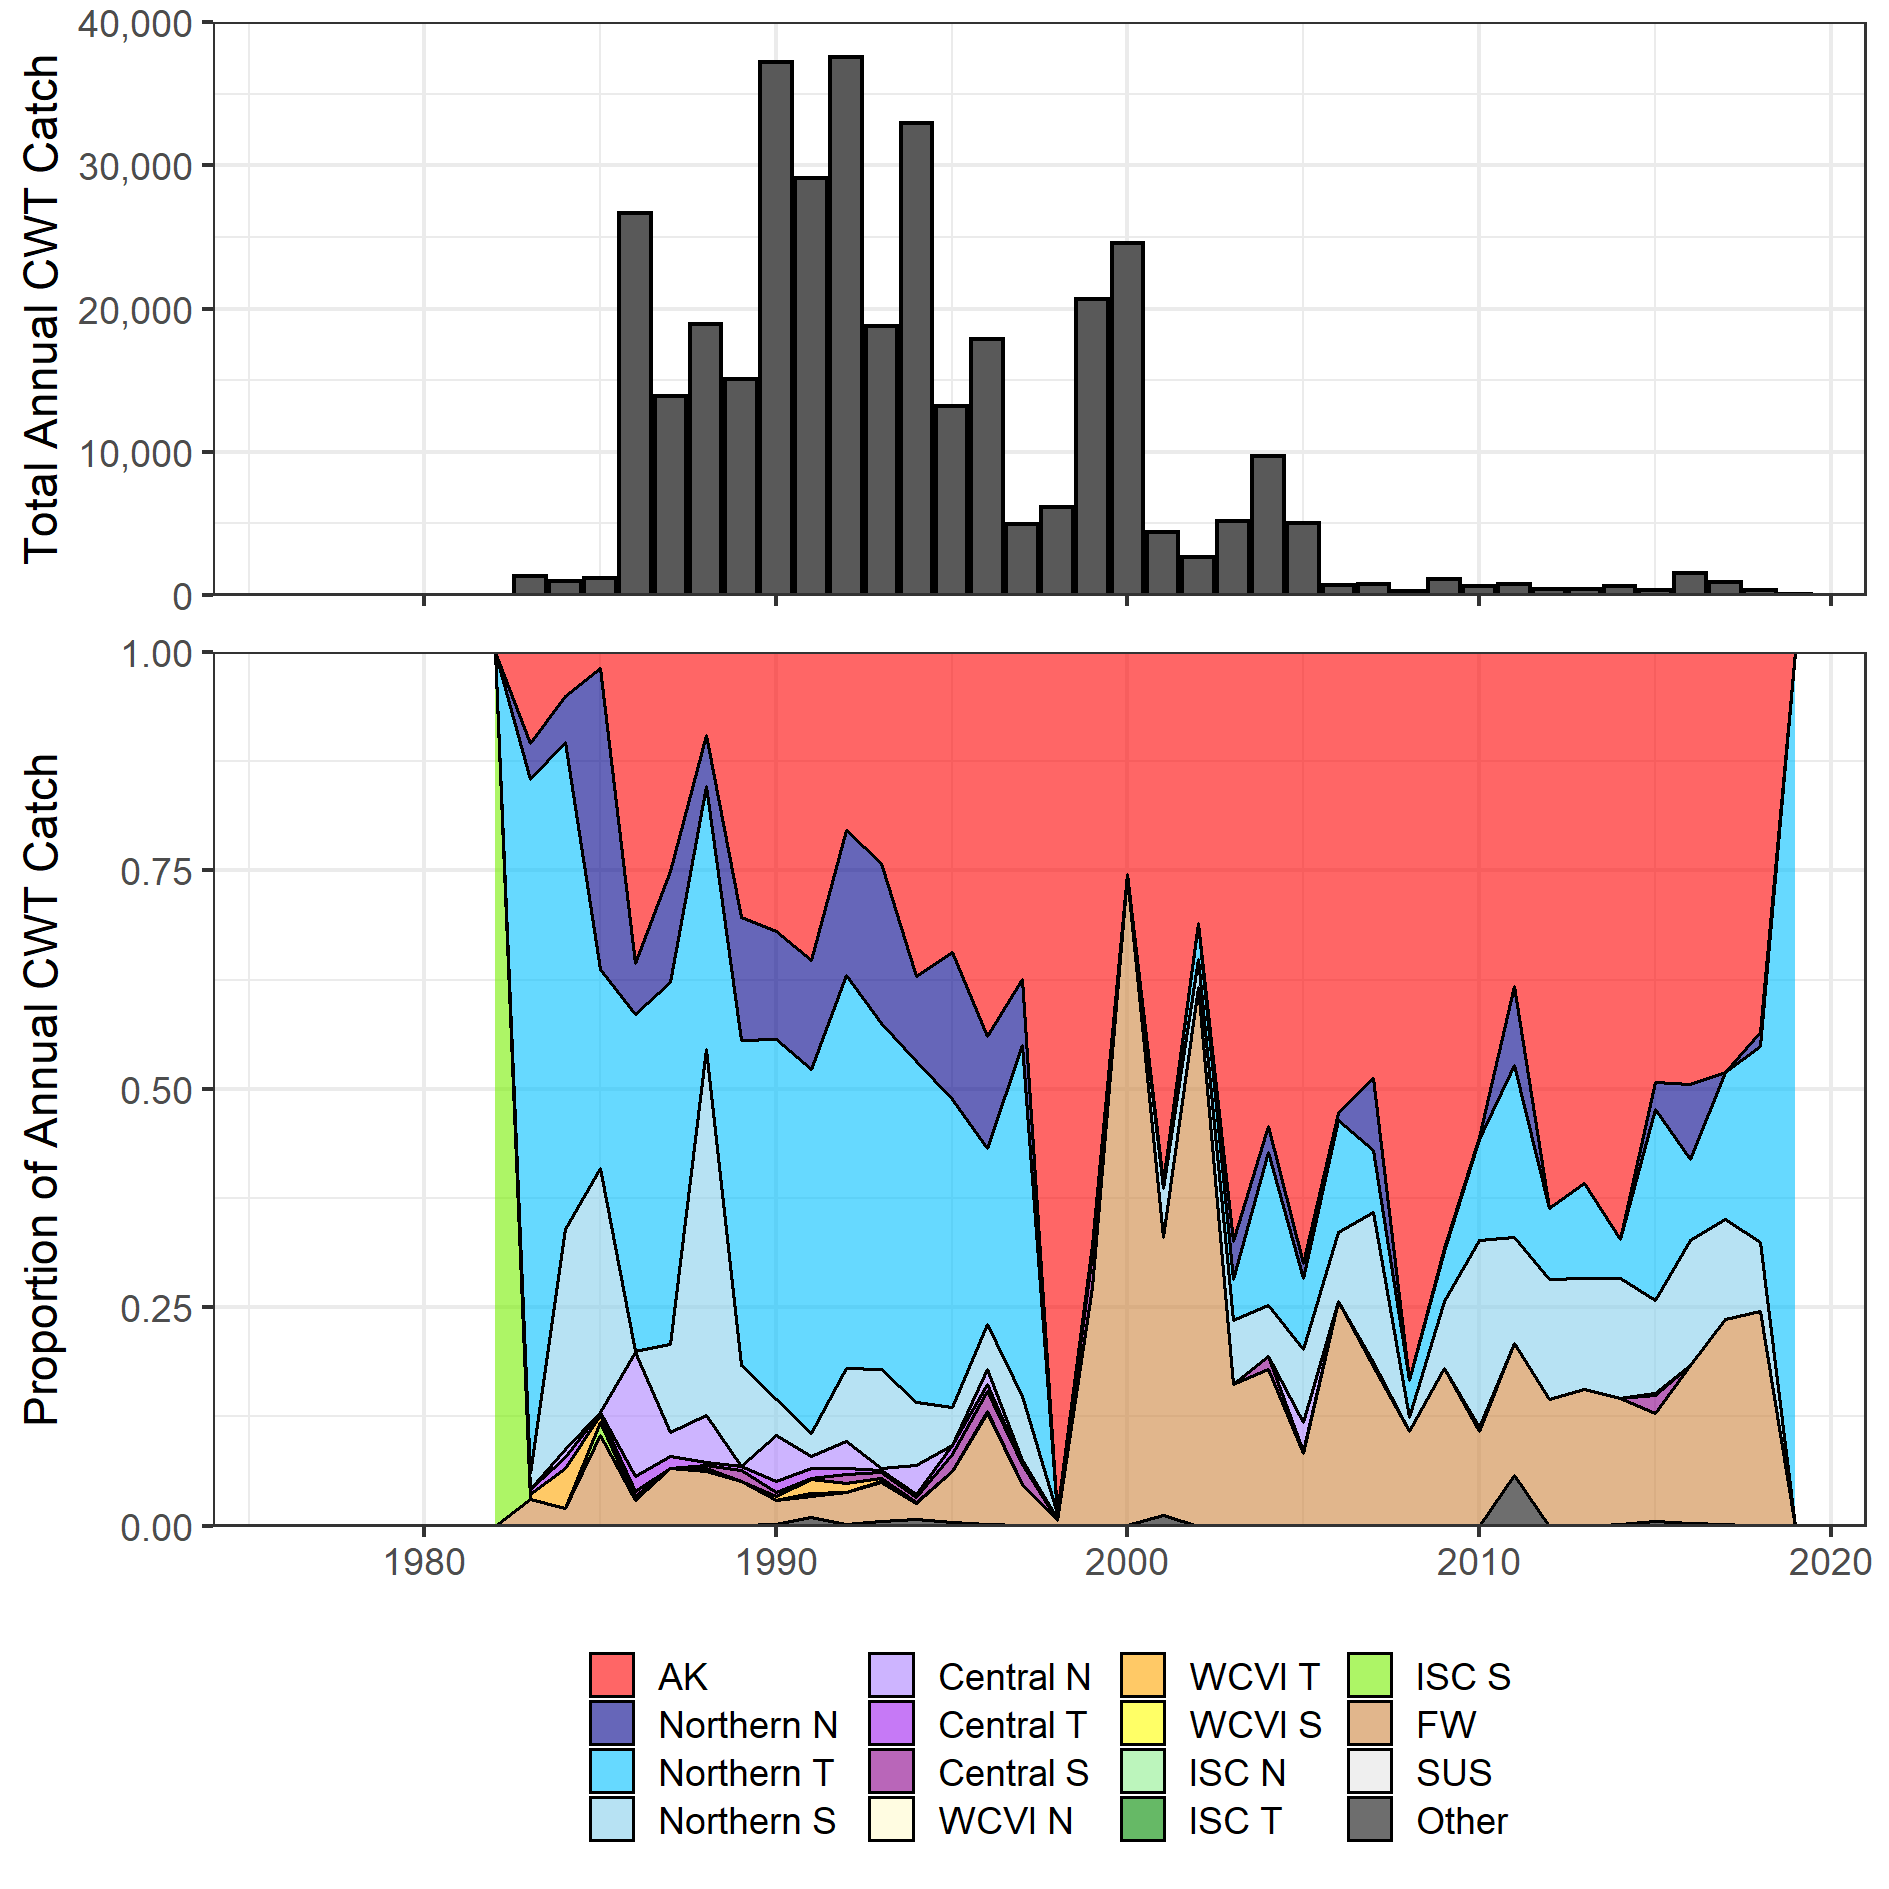 Total Annual CWT Catch
40,000
30,000
20,000
10,000
0
Proportion of Annual CWT Catch
1.00
0.75
0.50
0.25
0.00
1980 1990 2000 2010 2020
AK Central N WCVI T ISC S
Northern N Central T WCVI S FW
Northern T Central S ISC N SUS
Northern S WCVI N ISC T Other